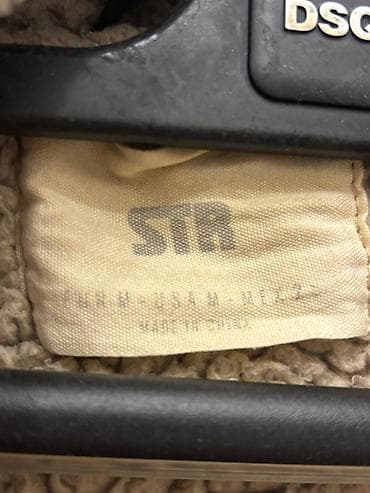 DSQ
STR
EUR M - USA M - MEX 2
MADE IN CHINA